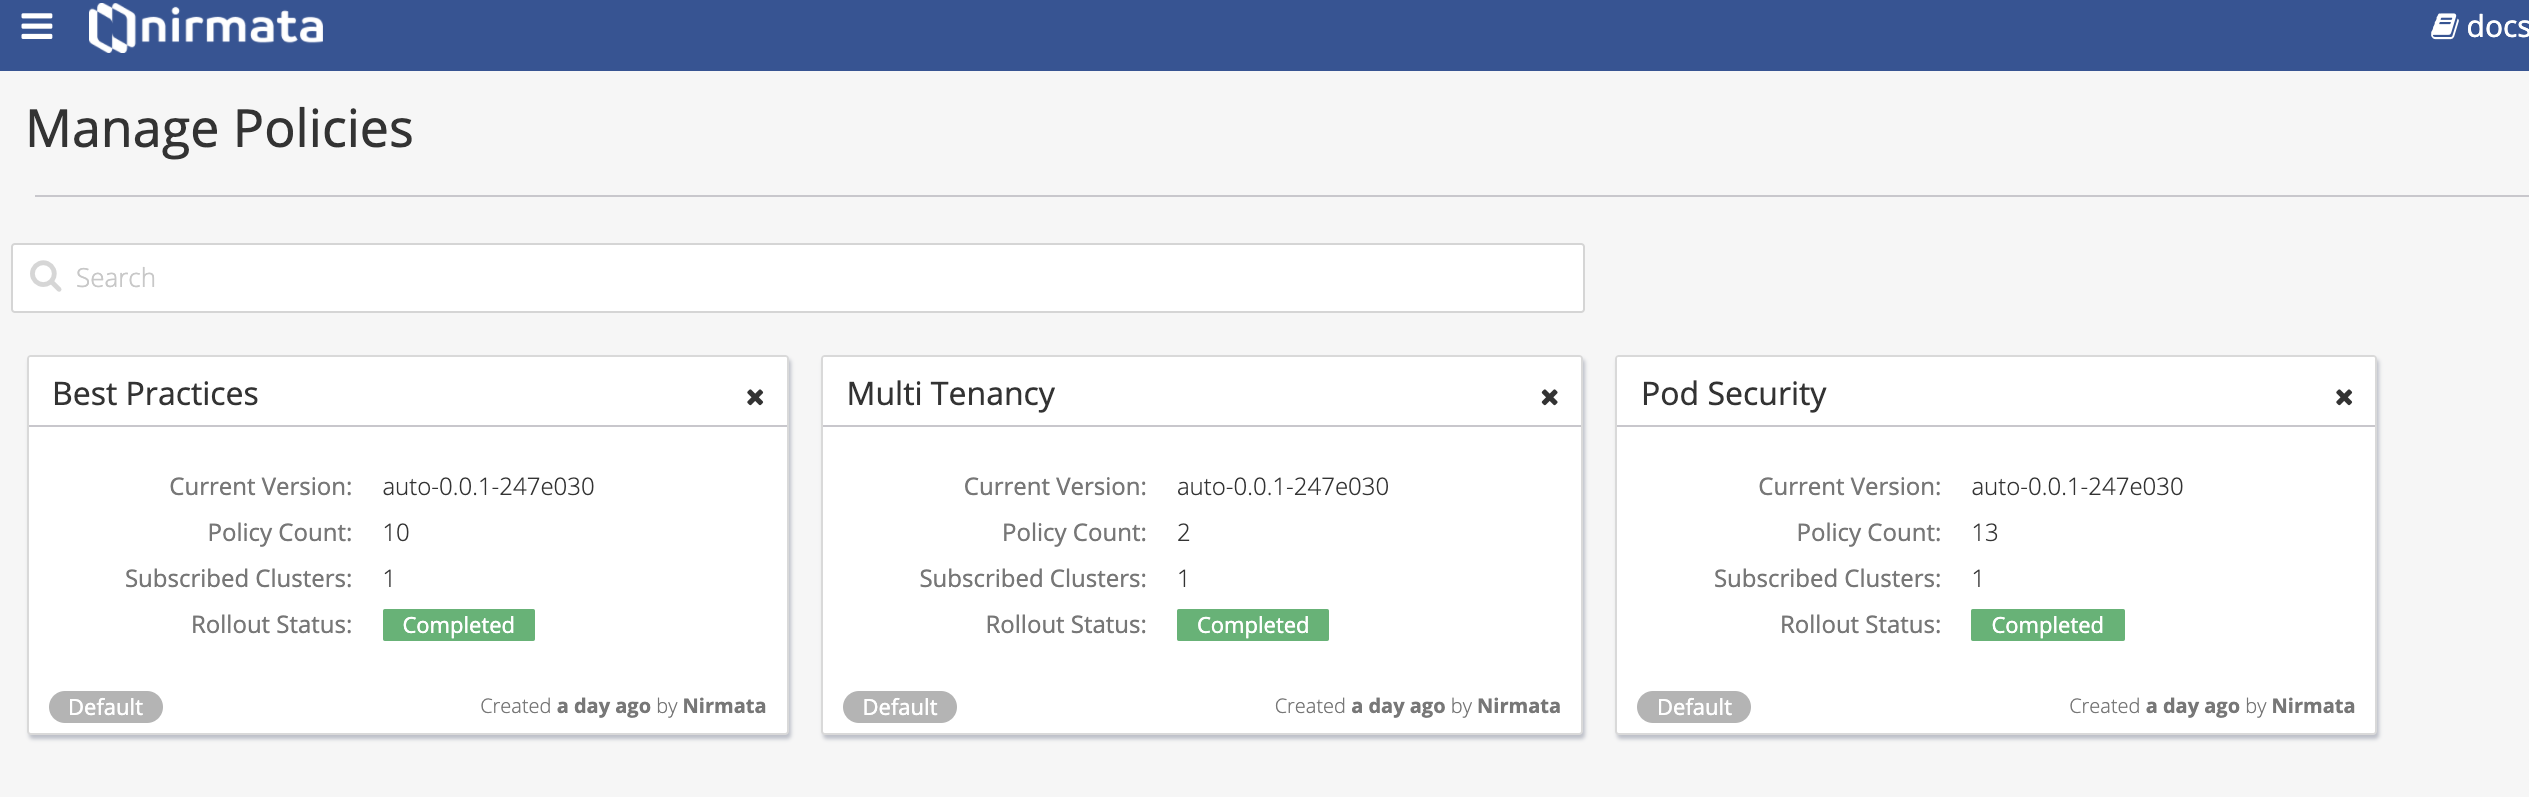 nirmata
docs
Manage Policies
Search
Best Practices
Current Version: auto-0.0.1-247e030
Policy Count: 10
Subscribed Clusters: 1
Rollout Status: Completed
Default
Created a day ago by Nirmata
Multi Tenancy
Current Version: auto-0.0.1-247e030
Policy Count: 2
Subscribed Clusters: 1
Rollout Status: Completed
Default
Created a day ago by Nirmata
Pod Security
Current Version: auto-0.0.1-247e030
Policy Count: 13
Subscribed Clusters: 1
Rollout Status: Completed
Default
Created a day ago by Nirmata